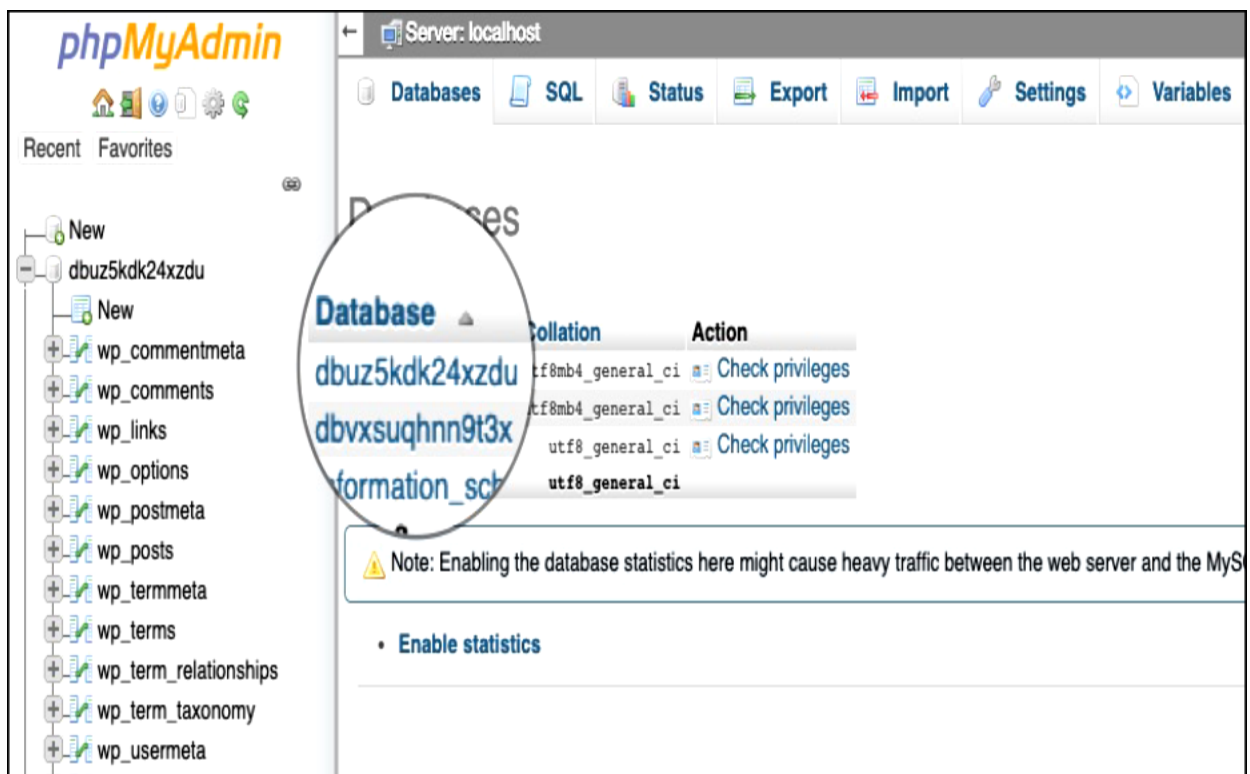 phpMyAdmin
Recent Favorites
New
dbuz5kdk24xzdu
New
wp_commentmeta
wp_comments
wp_links
wp_options
wp_postmeta
wp_posts
wp_termmeta
wp_terms
wp_term_relationships
wp_term_taxonomy
wp_usermeta
Server: localhost
Databases SQL Status Export Import Settings Variables
Database Collation Action
dbuz5kdk24xzdu utf8mb4_general_ci Check privileges
dbvxsuqhnn9t3x utf8mb4_general_ci Check privileges
formation_sch utf8_general_ci Check privileges
utf8_general_ci
Note: Enabling the database statistics here might cause heavy traffic between the web server and the MyS
• Enable statistics